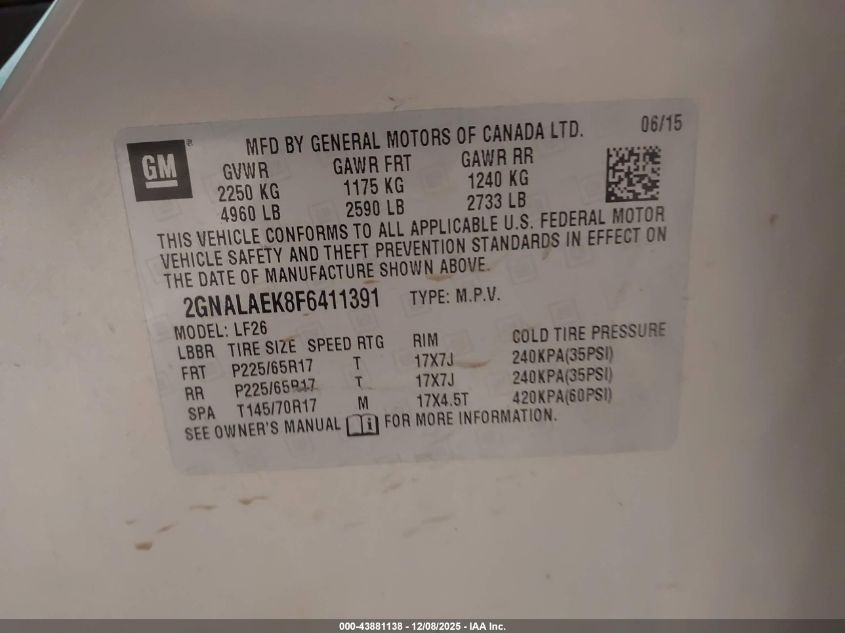 GM
MFD BY GENERAL MOTORS OF CANADA LTD. 06/15
GVWR GAWR FRT GAWR RR
2250 KG 1175 KG 1240 KG
4960 LB 2590 LB 2733 LB
THIS VEHICLE CONFORMS TO ALL APPLICABLE U.S. FEDERAL MOTOR
VEHICLE SAFETY AND THEFT PREVENTION STANDARDS IN EFFECT ON
THE DATE OF MANUFACTURE SHOWN ABOVE.
2GNALAEK8F6411391 TYPE: M.P.V.
MODEL: LF26
LBBR TIRE SIZE SPEED RTG RIM COLD TIRE PRESSURE
FRT P225/65R17 T 17X7J 240KPA(35PSI)
RR P225/65R17 T 17X7J 240KPA(35PSI)
SPA T145/70R17 M 17X4.5T 420KPA(60PSI)
SEE OWNER'S MANUAL FOR MORE INFORMATION.
000-43881138 - 12/08/2025 - IAA Inc.